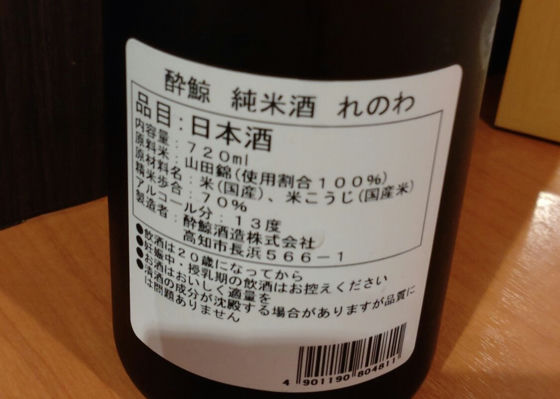 酔鯨 純米酒 れのわ
品目:日本酒
内容量:720ml
原料米:山田錦(使用割合100%)
原材料名:米(国産)、米こうじ(国産米)
精米歩合:70%
アルコール分:13度
製造者:酔鯨酒造株式会社
高知市長浜566-1
●飲酒は20歳になってから
●妊娠中・授乳期の飲酒はお控えください
●お酒はおいしく適量を
●清酒の成分が沈殿する場合がありますが品質に
は問題ありません
4 901190 804811